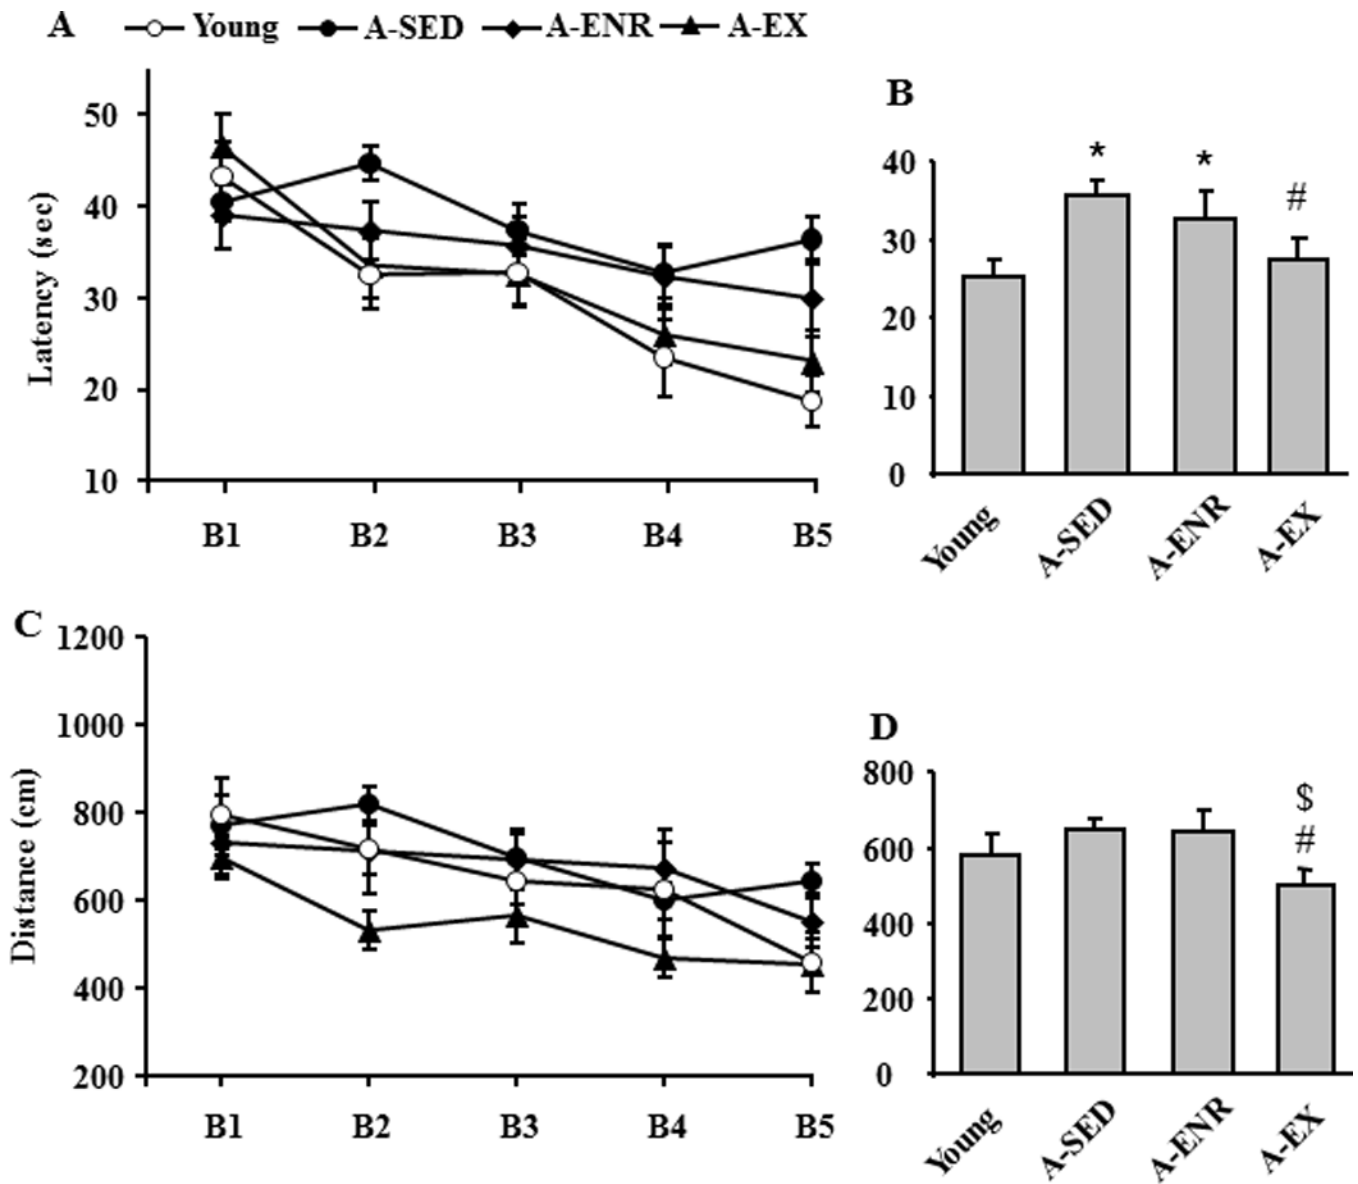 A Young A-SED A-ENR A-EX
50
40
30
20
10
Latency (sec)
B1 B2 B3 B4 B5
B
40
30
20
10
0
* * #
Young A-SED A-ENR A-EX
C
1200
1000
800
600
400
200
Distance (cm)
B1 B2 B3 B4 B5
D
800
600
400
200
0
$
#
Young A-SED A-ENR A-EX